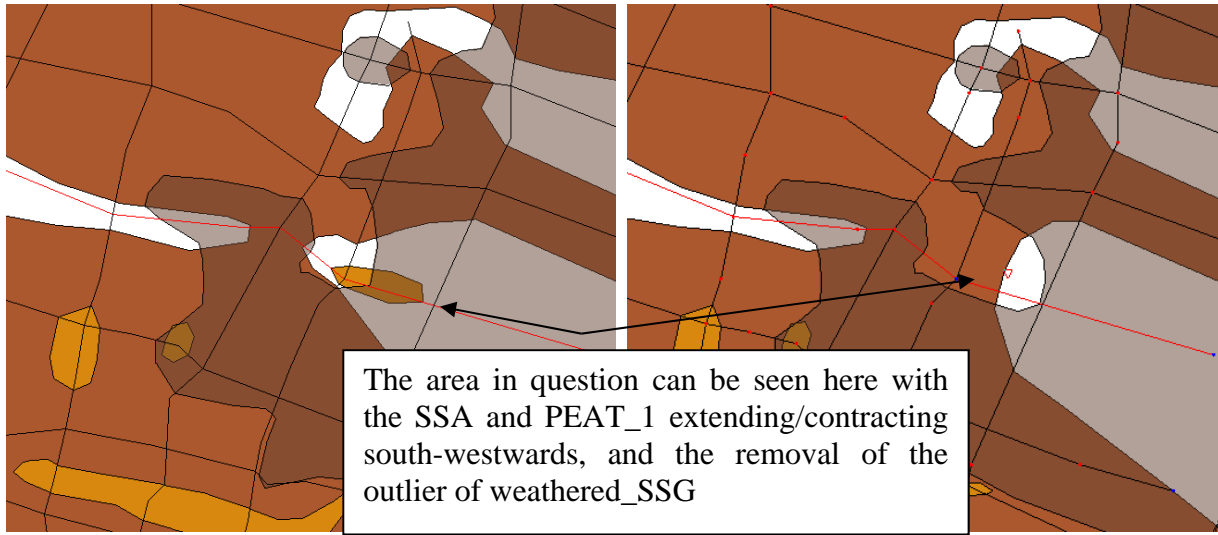 The area in question can be seen here with
the SSA and PEAT_1 extending/contracting
south-westwards, and the removal of the
outlier of weathered_SSG